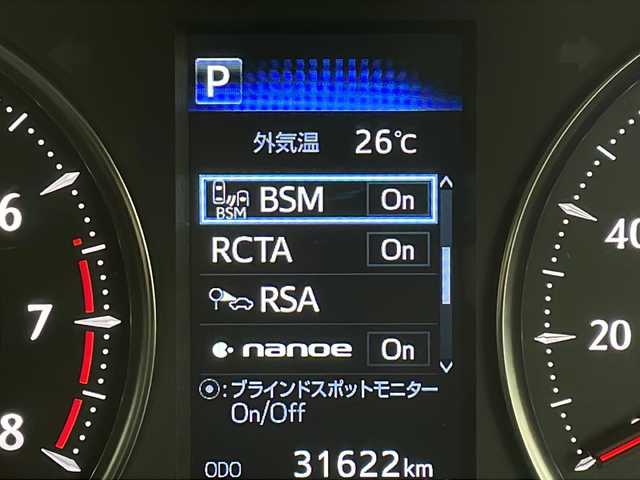 P
外気温 26℃
BSM BSM On
RCTA On
RSA
nanoe On
:ブラインドスポットモニター
On/Off
ODO 31622km
6
7
8
40
20